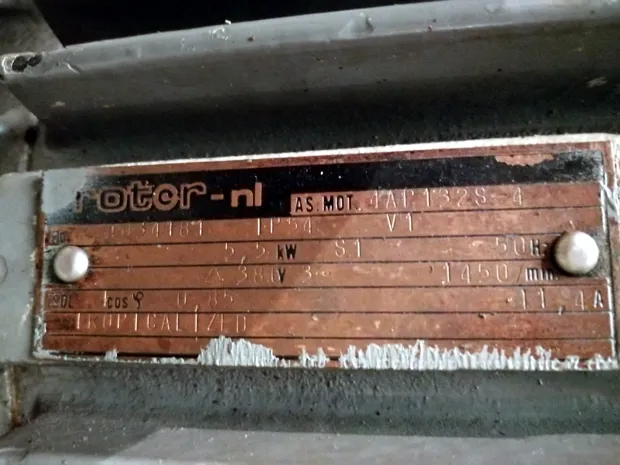 rotor-nl AS.MOT. 4AP132S-4
IP54 V1
5,5 kW S1 50Hz
380V 3 1450/min
cos φ 0,85 11,4A
TROPICALIZED